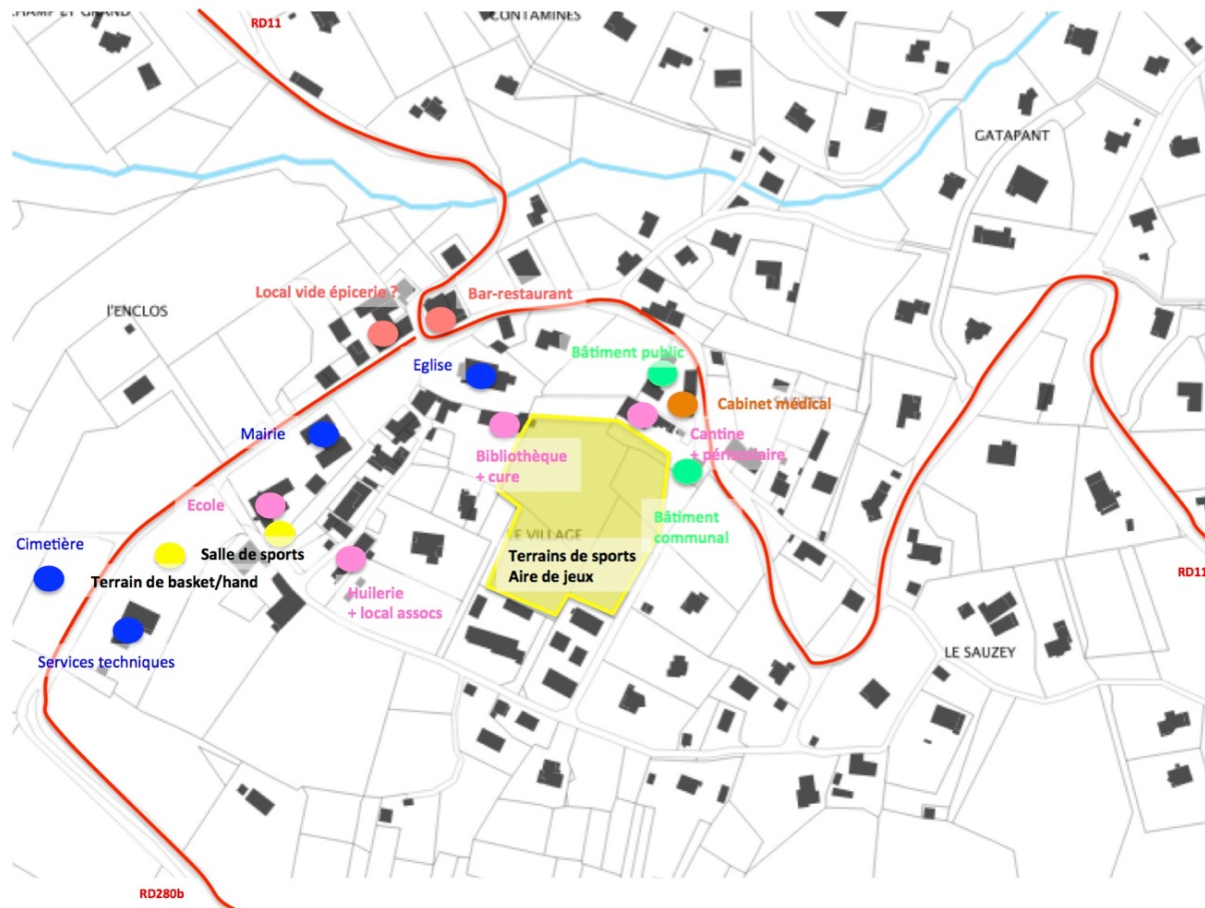 CHAMP ET GRAND
RD11
CONTAMINES
GATAPANT
l'ENCLOS
Local vide épicerie ?
Bar-restaurant
Eglise
Bâtiment public
Cabinet médical
Mairie
Cantine
+ périscolaire
Bibliothèque
+ cure
Ecole
Bâtiment
communal
LE VILLAGE
Cimetière
Salle de sports
Terrains de sports
Aire de jeux
Terrain de basket/hand
RD11
Huilerie
+ local assocs
LE SAUZEY
Services techniques
RD280b